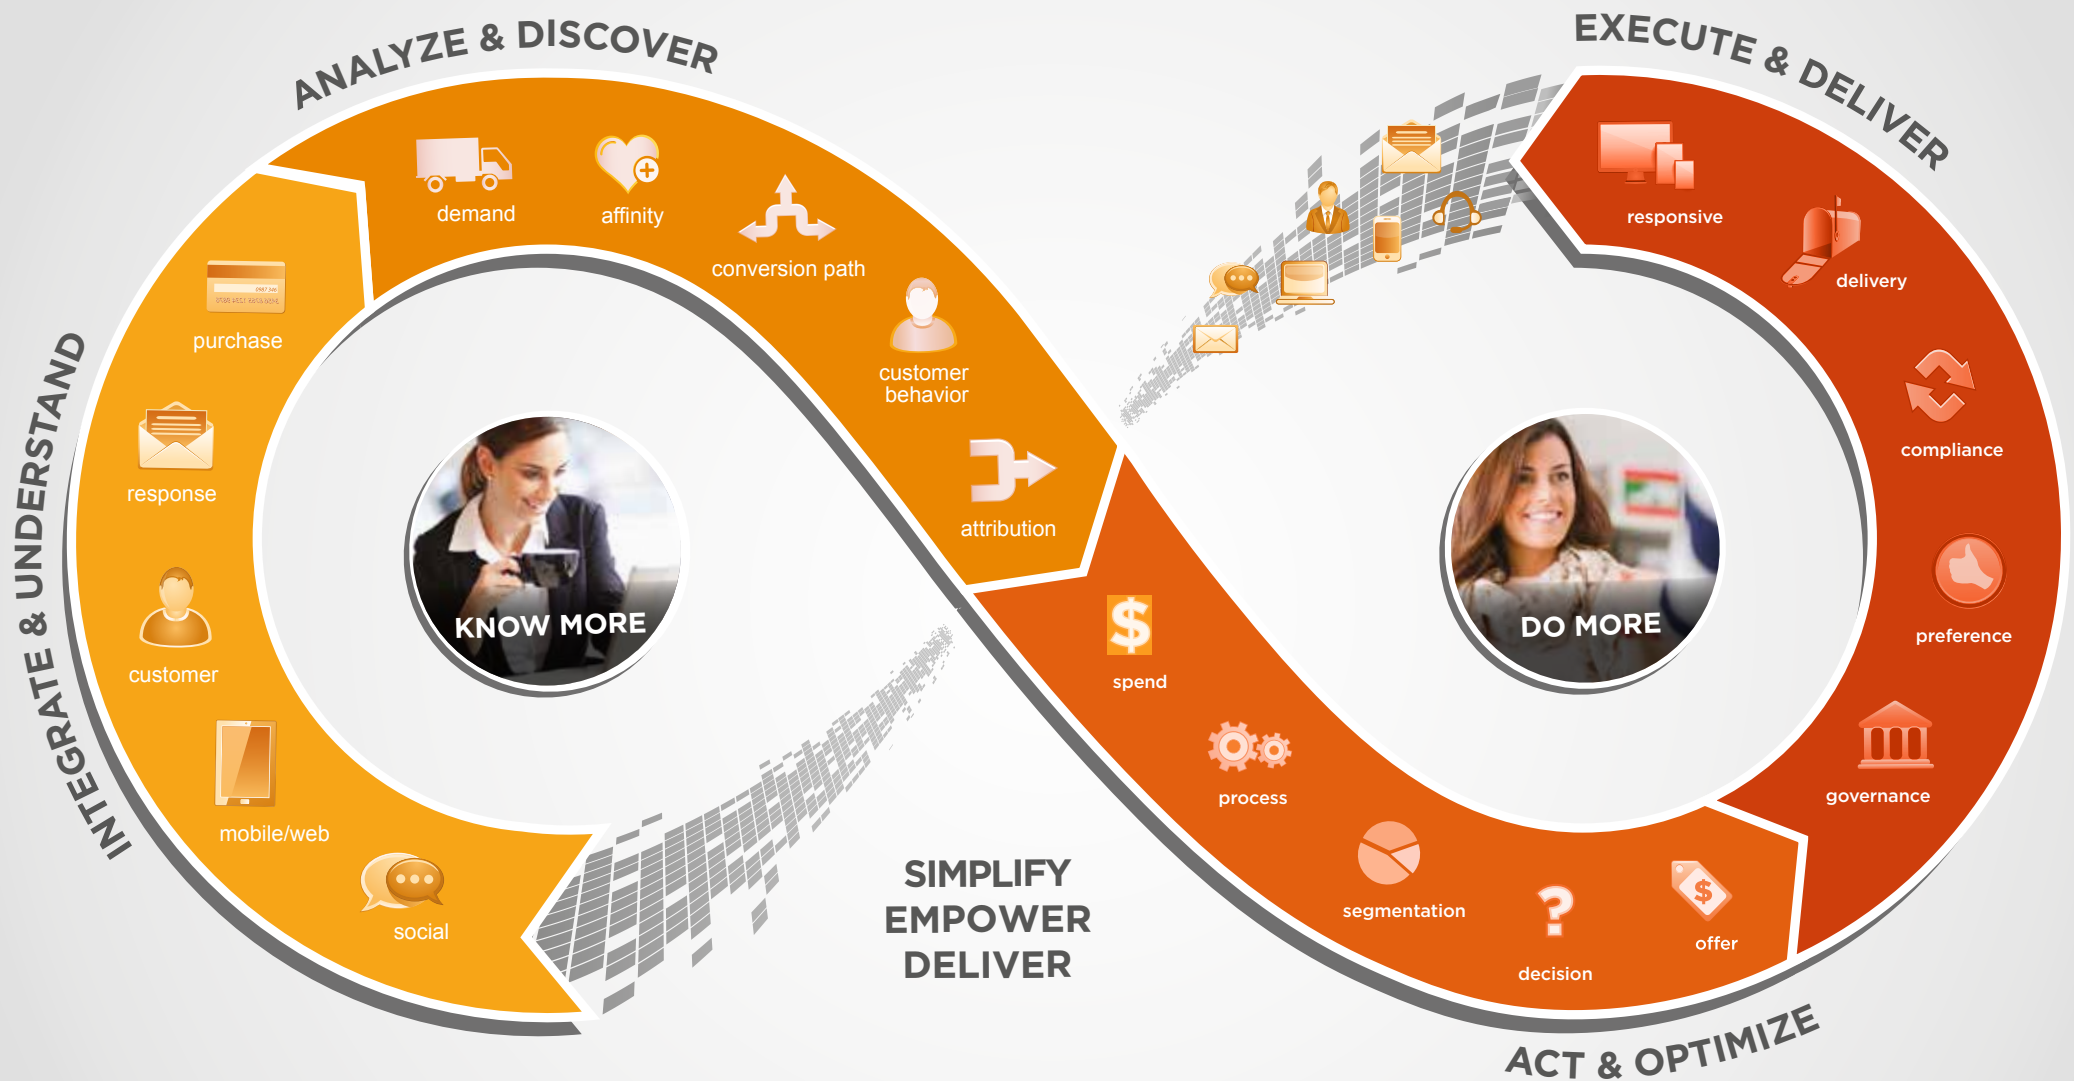 ANALYZE & DISCOVER
EXECUTE & DELIVER
INTEGRATE & UNDERSTAND
ACT & OPTIMIZE
demand
affinity
conversion path
customer
behavior
attribution
purchase
response
customer
mobile/web
social
KNOW MORE
responsive
delivery
compliance
preference
governance
DO MORE
spend
process
segmentation
decision
offer
$
?
$
SIMPLIFY
EMPOWER
DELIVER